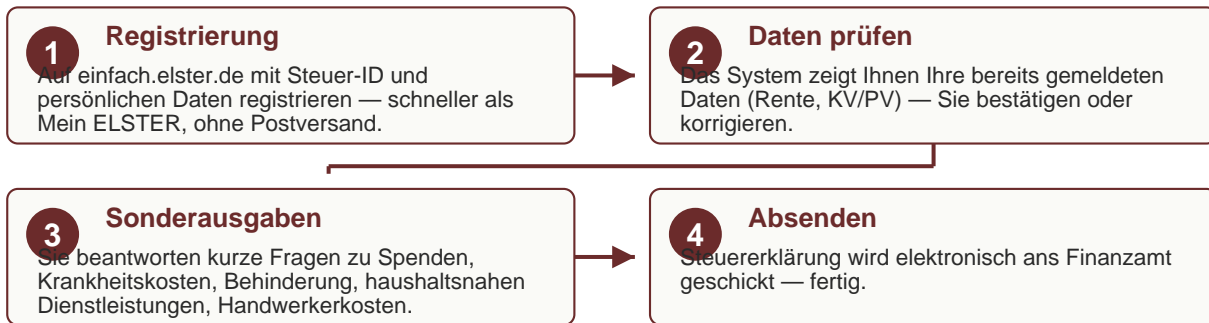 1 Registrierung
Auf einfach.elster.de mit Steuer-ID und
persönlichen Daten registrieren — schneller als
Mein ELSTER, ohne Postversand.
2 Daten prüfen
Das System zeigt Ihnen Ihre bereits gemeldeten
Daten (Rente, KV/PV) — Sie bestätigen oder
korrigieren.
3 Sonderausgaben
Sie beantworten kurze Fragen zu Spenden,
Krankheitskosten, Behinderung, haushaltsnahen
Dienstleistungen, Handwerkerkosten.
4 Absenden
Steuererklärung wird elektronisch ans Finanzamt
geschickt — fertig.